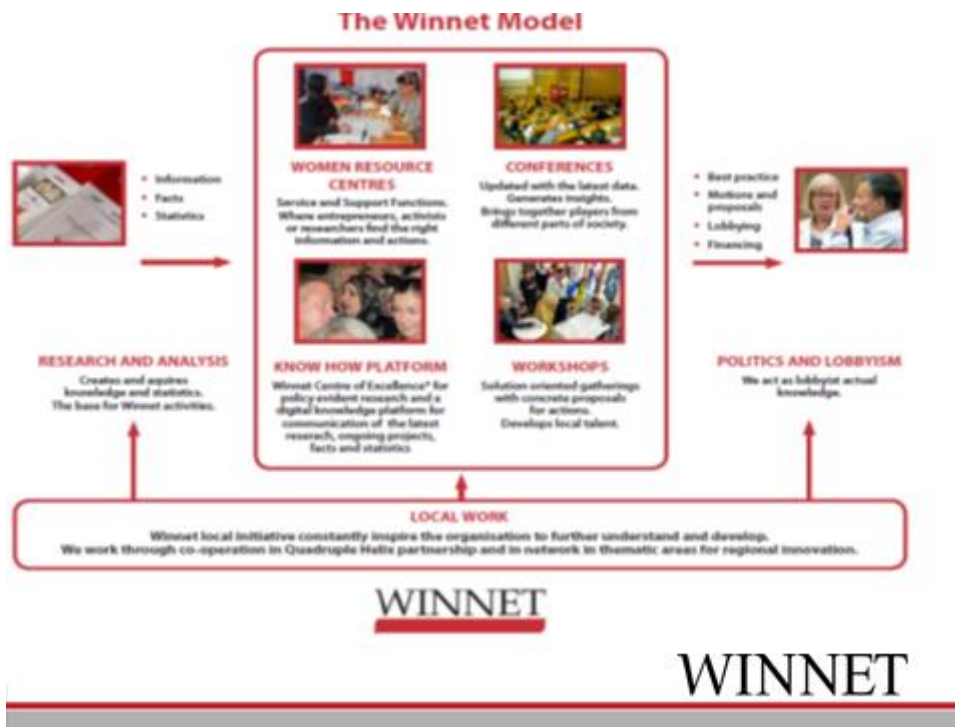 The Winnet Model
• Information
• Facts
• Statistics
RESEARCH AND ANALYSIS
Creates and aquires
knowledge and statistics.
The base for Winnet activities.
WOMEN RESOURCE
CENTRES
Service and Support Functions.
Where entrepreneurs, activists
or researchers find the right
information and actions.
CONFERENCES
Updated with the latest data.
Generates insights.
Brings together players from
different parts of society.
KNOW HOW PLATFORM
Winnet Centre of Excellence® for
policy evident research and a
digital knowledge platform for
communication of the latest
reserach, ongoing projects,
facts and statistics
WORKSHOPS
Solution oriented gatherings
with concrete proposals
for actions.
Develops local talent.
• Best practice
• Motions and
proposals
• Lobbying
• Financing
POLITICS AND LOBBYISM
We act as lobbyist actual
knowledge.
LOCAL WORK
Winnet local initiative constantly inspire the organisation to further understand and develop.
We work through co-operation in Quadruple Helix partnership and in network in thematic areas for regional innovation.
WINNET
WINNET